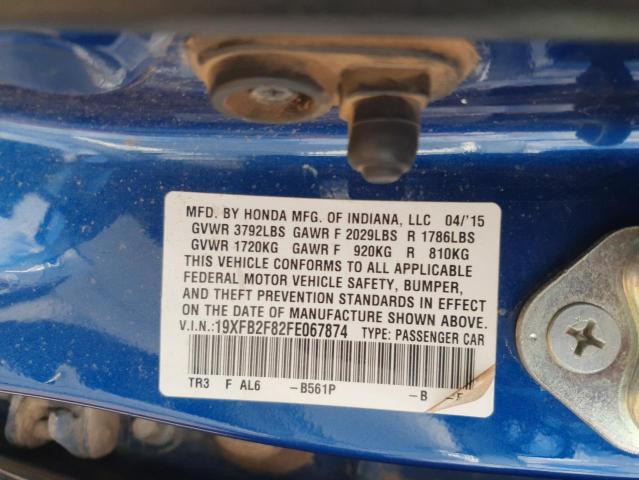 MFD. BY HONDA MFG. OF INDIANA, LLC 04/'15
GVWR 3792LBS GAWR F 2029LBS R 1786LBS
GVWR 1720KG GAWR F 920KG R 810KG
THIS VEHICLE CONFORMS TO ALL APPLICABLE
FEDERAL MOTOR VEHICLE SAFETY, BUMPER,
AND THEFT PREVENTION STANDARDS IN EFFECT
ON THE DATE OF MANUFACTURE SHOWN ABOVE.
V.I.N.: 19XFB2F82FE067874 TYPE: PASSENGER CAR
TR3 F AL6 -B561P -B